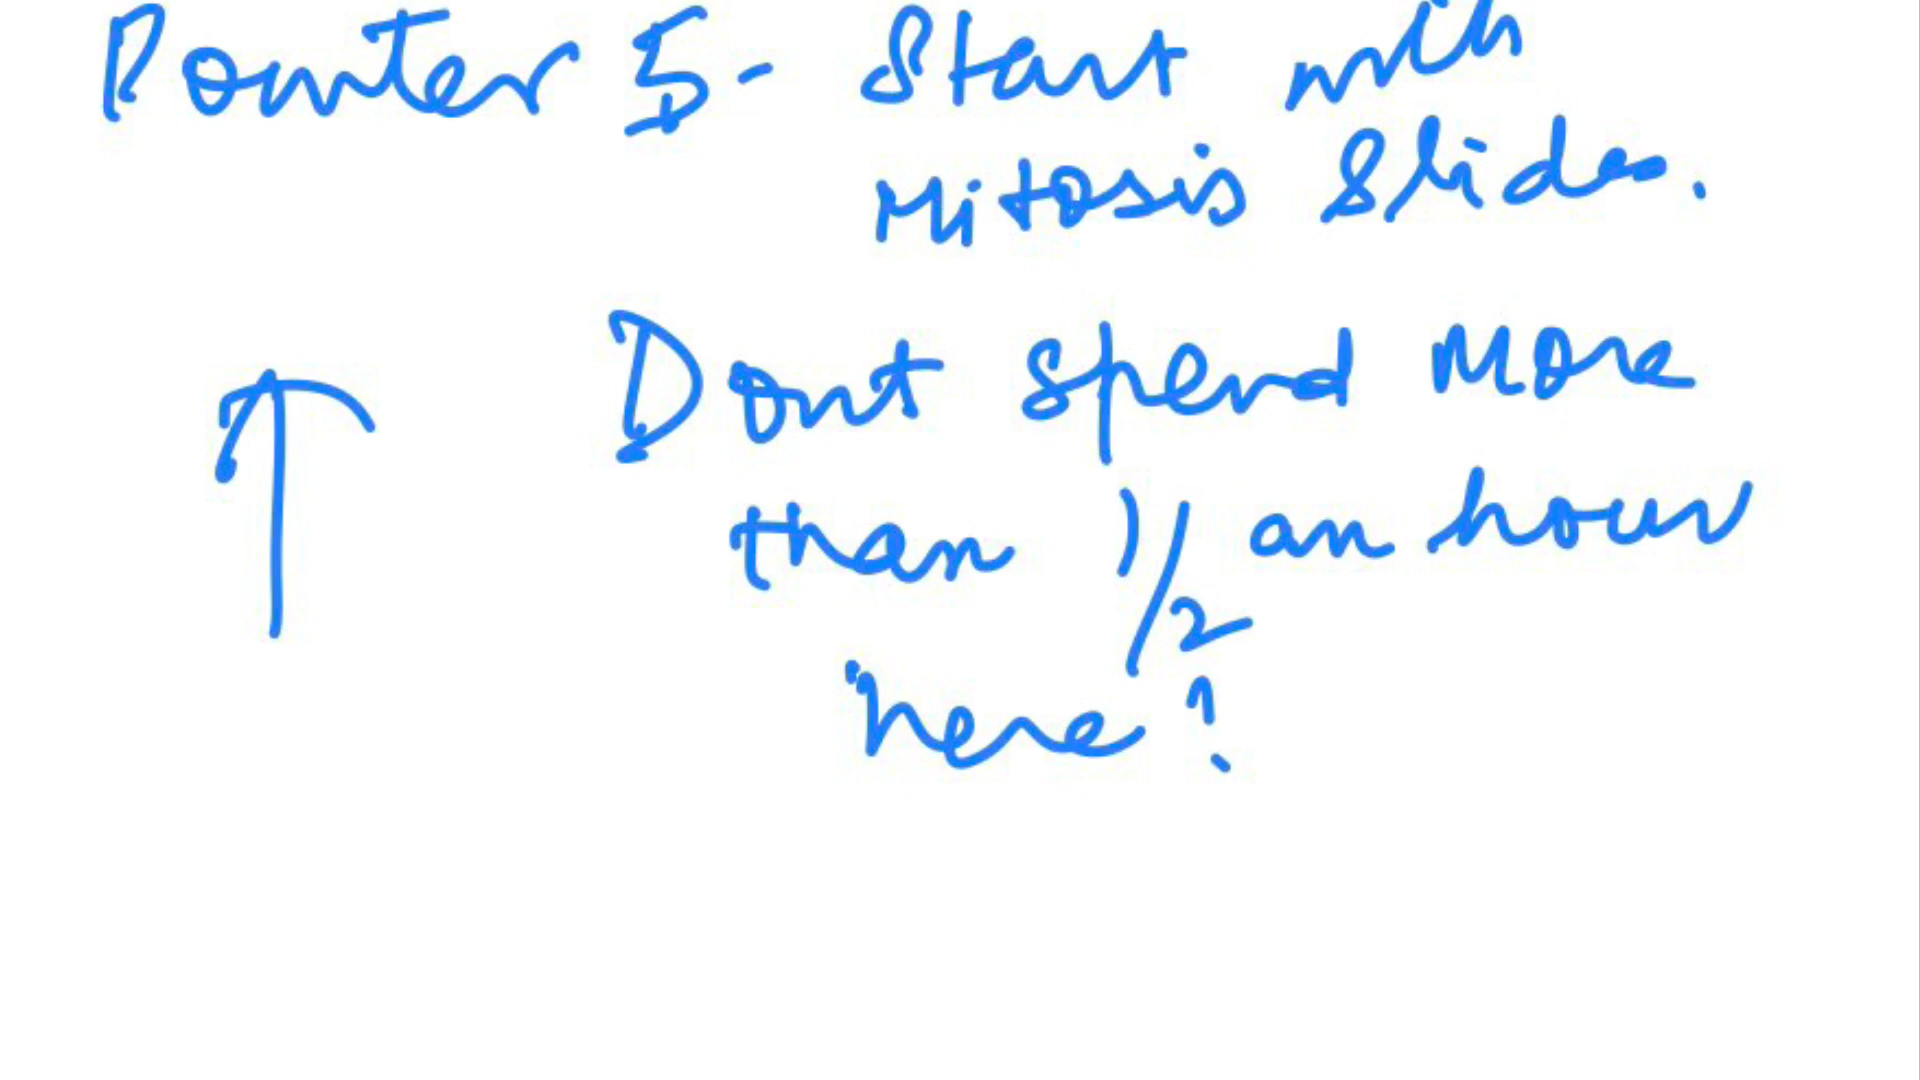 Pointer 5- Start with
Mitosis Slides.
Dont spend more
than 1/2 an hour
here!